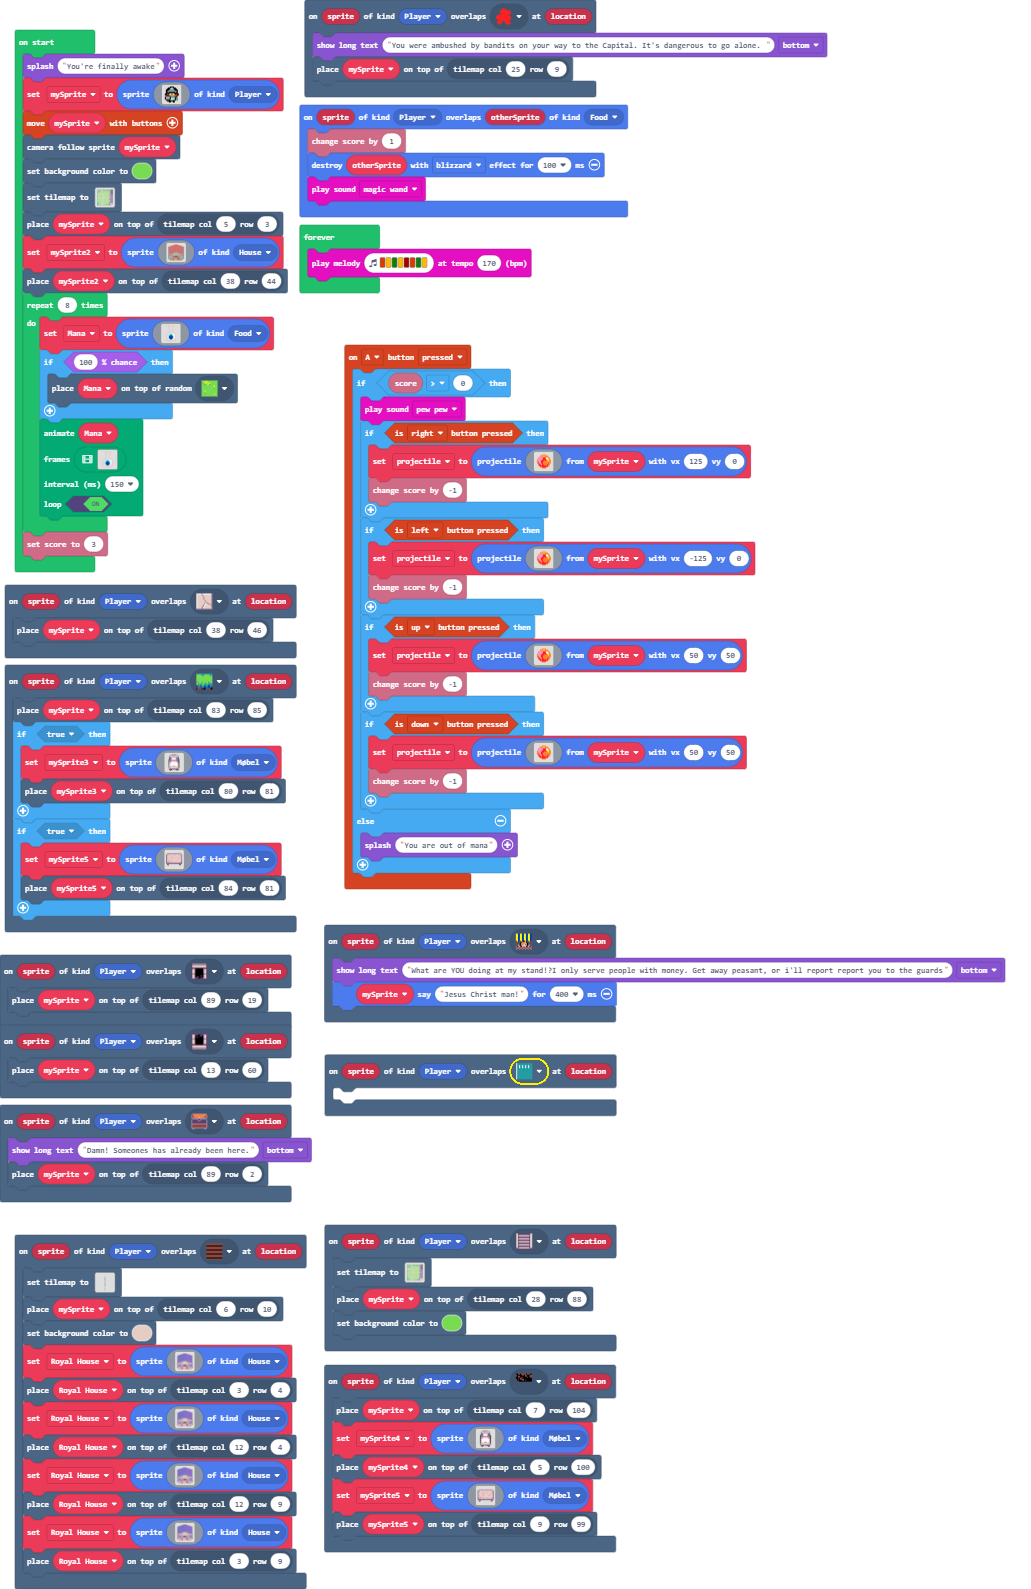 on start
splash "You're finally awake"
set mySprite to sprite of kind Player
move mySprite with buttons
camera follow sprite mySprite
set background color to
set tilemap to
place mySprite on top of tilemap col 5 row 3
set mySprite2 to sprite of kind House
place mySprite2 on top of tilemap col 38 row 44
repeat 8 times
do
set Mana to sprite of kind Food
if 100 % chance then
place Mana on top of random
animate Mana
frames
interval (ms) 150
loop ON
set score to 3
on sprite of kind Player overlaps at location
place mySprite on top of tilemap col 38 row 46
on sprite of kind Player overlaps at location
place mySprite on top of tilemap col 83 row 85
if true then
set mySprite3 to sprite of kind Møbel
place mySprite3 on top of tilemap col 80 row 81
if true then
set mySprite5 to sprite of kind Møbel
place mySprite5 on top of tilemap col 84 row 81
on sprite of kind Player overlaps at location
place mySprite on top of tilemap col 89 row 19
on sprite of kind Player overlaps at location
place mySprite on top of tilemap col 13 row 60
on sprite of kind Player overlaps at location
show long text "Damn! Someones has already been here." bottom
place mySprite on top of tilemap col 89 row 2
on sprite of kind Player overlaps at location
set tilemap to
place mySprite on top of tilemap col 6 row 10
set background color to
set Royal House to sprite of kind House
place Royal House on top of tilemap col 3 row 4
set Royal House to sprite of kind House
place Royal House on top of tilemap col 12 row 4
set Royal House to sprite of kind House
place Royal House on top of tilemap col 12 row 9
set Royal House to sprite of kind House
place Royal House on top of tilemap col 3 row 9
on sprite of kind Player overlaps at location
show long text "You were ambushed by bandits on your way to the Capital. It's dangerous to go alone. " bottom
place mySprite on top of tilemap col 25 row 9
on sprite of kind Player overlaps otherSprite of kind Food
change score by 1
destroy otherSprite with blizzard effect for 100 ms
play sound magic wand
forever
play melody at tempo 170 (bpm)
on A button pressed
if score > 0 then
play sound pew pew
if is right button pressed then
set projectile to projectile from mySprite with vx 125 vy 0
change score by -1
if is left button pressed then
set projectile to projectile from mySprite with vx -125 vy 0
change score by -1
if is up button pressed then
set projectile to projectile from mySprite with vx 50 vy 50
change score by -1
if is down button pressed then
set projectile to projectile from mySprite with vx 50 vy 50
change score by -1
else
splash "You are out of mana"
on sprite of kind Player overlaps at location
show long text "What are YOU doing at my stand!?I only serve people with money. Get away peasant, or i'll report report you to the guards" bottom
mySprite say "Jesus Christ man!" for 400 ms
on sprite of kind Player overlaps at location
on sprite of kind Player overlaps at location
set tilemap to
place mySprite on top of tilemap col 28 row 88
set background color to
on sprite of kind Player overlaps at location
place mySprite on top of tilemap col 7 row 104
set mySprite4 to sprite of kind Møbel
place mySprite4 on top of tilemap col 5 row 100
set mySprite5 to sprite of kind Møbel
place mySprite5 on top of tilemap col 9 row 99